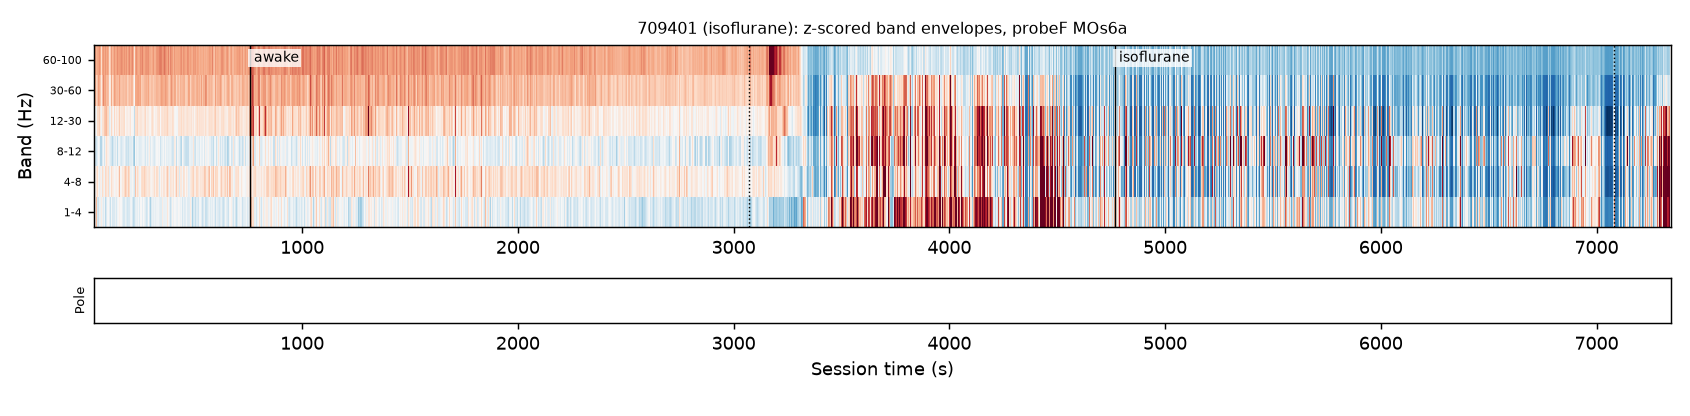 709401 (isoflurane): z-scored band envelopes, probeF MOs6a
awake
isoflurane
Band (Hz)
60-100
30-60
12-30
8-12
4-8
1-4
1000 2000 3000 4000 5000 6000 7000
Pole
1000 2000 3000 4000 5000 6000 7000
Session time (s)